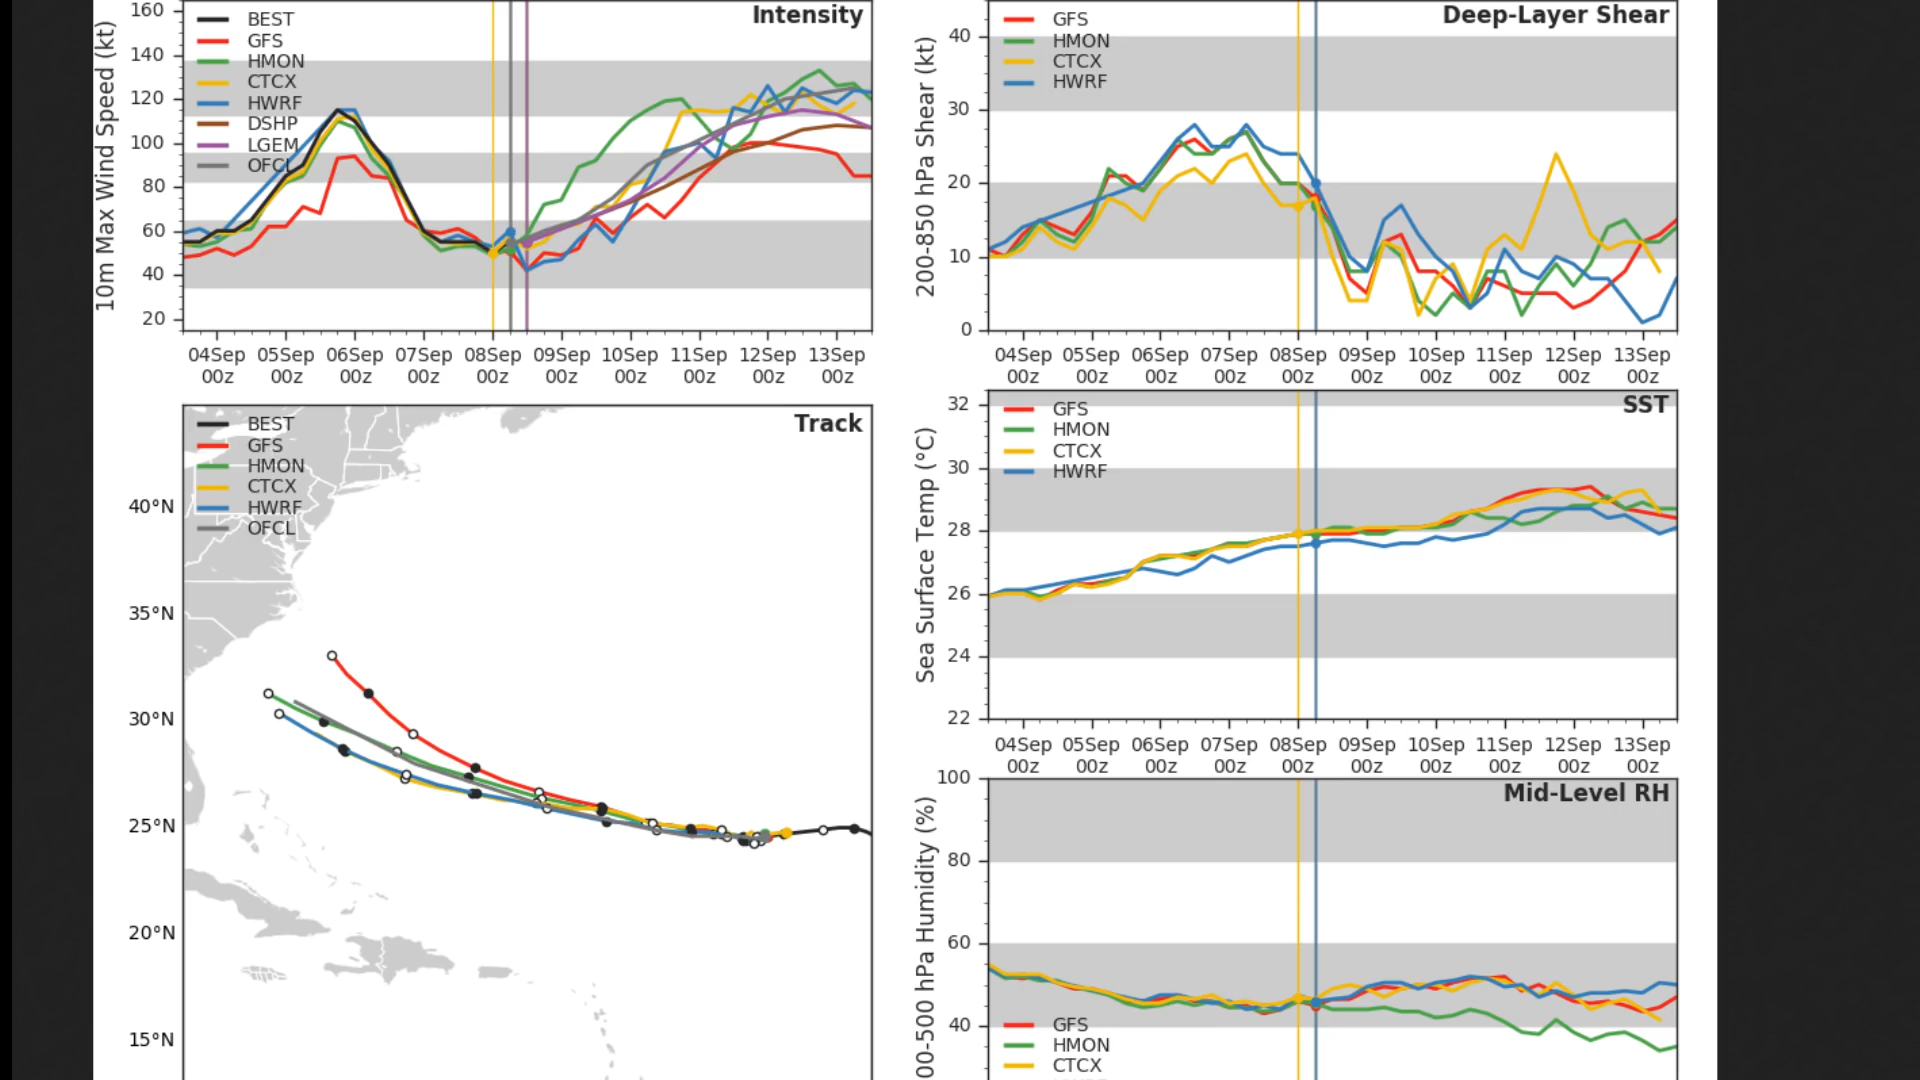 Intensity
10m Max Wind Speed (kt)
160
140
120
100
80
60
40
20
BEST
GFS
HMON
CTCX
HWRF
DSHP
LGEM
OFCL
04Sep 05Sep 06Sep 07Sep 08Sep 09Sep 10Sep 11Sep 12Sep 13Sep
00z 00z 00z 00z 00z 00z 00z 00z 00z 00z
Track
BEST
GFS
HMON
CTCX
HWRF
OFCL
40°N
35°N
30°N
25°N
20°N
15°N
Deep-Layer Shear
200-850 hPa Shear (kt)
40
30
20
10
0
GFS
HMON
CTCX
HWRF
04Sep 05Sep 06Sep 07Sep 08Sep 09Sep 10Sep 11Sep 12Sep 13Sep
00z 00z 00z 00z 00z 00z 00z 00z 00z 00z
SST
Sea Surface Temp (°C)
32
30
28
26
24
22
GFS
HMON
CTCX
HWRF
04Sep 05Sep 06Sep 07Sep 08Sep 09Sep 10Sep 11Sep 12Sep 13Sep
00z 00z 00z 00z 00z 00z 00z 00z 00z 00z
Mid-Level RH
00-500 hPa Humidity (%)
100
80
60
40
GFS
HMON
CTCX